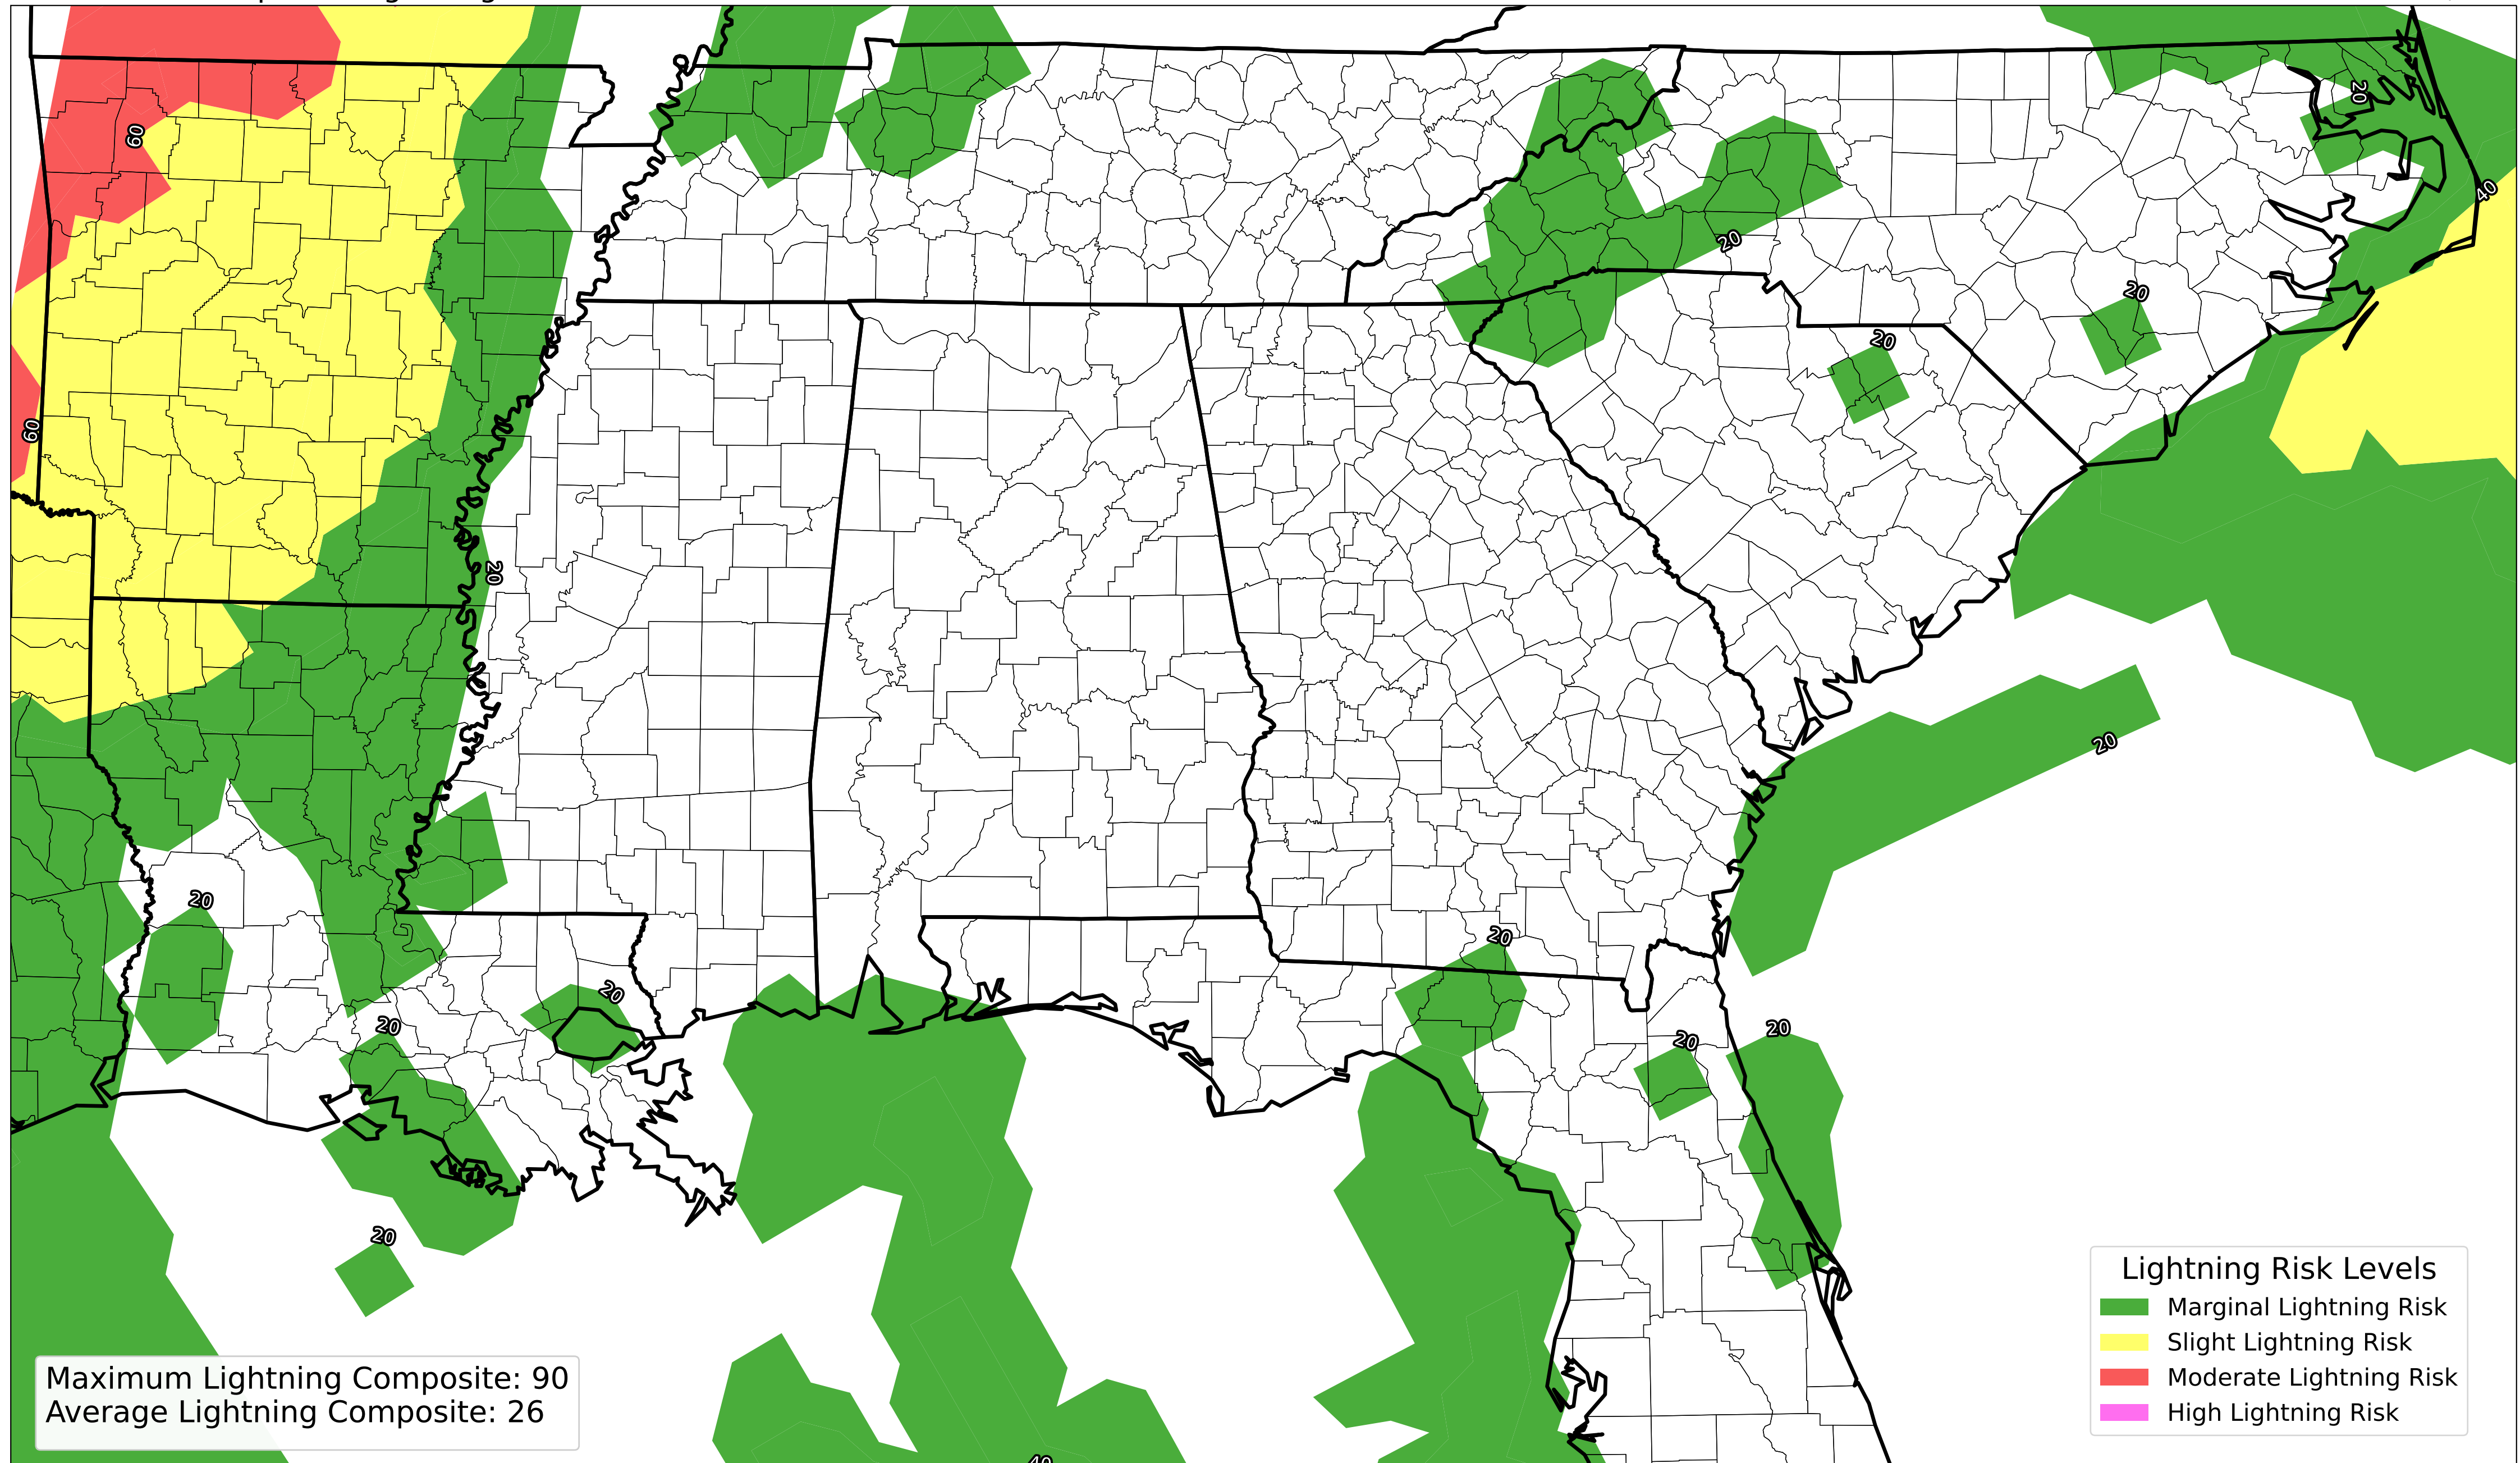 20
60
40
20
20
20
60
20
20
20
20
20
20
20
20
20
20
Lightning Risk Levels
Marginal Lightning Risk
Slight Lightning Risk
Moderate Lightning Risk
High Lightning Risk
Maximum Lightning Composite: 90
Average Lightning Composite: 26